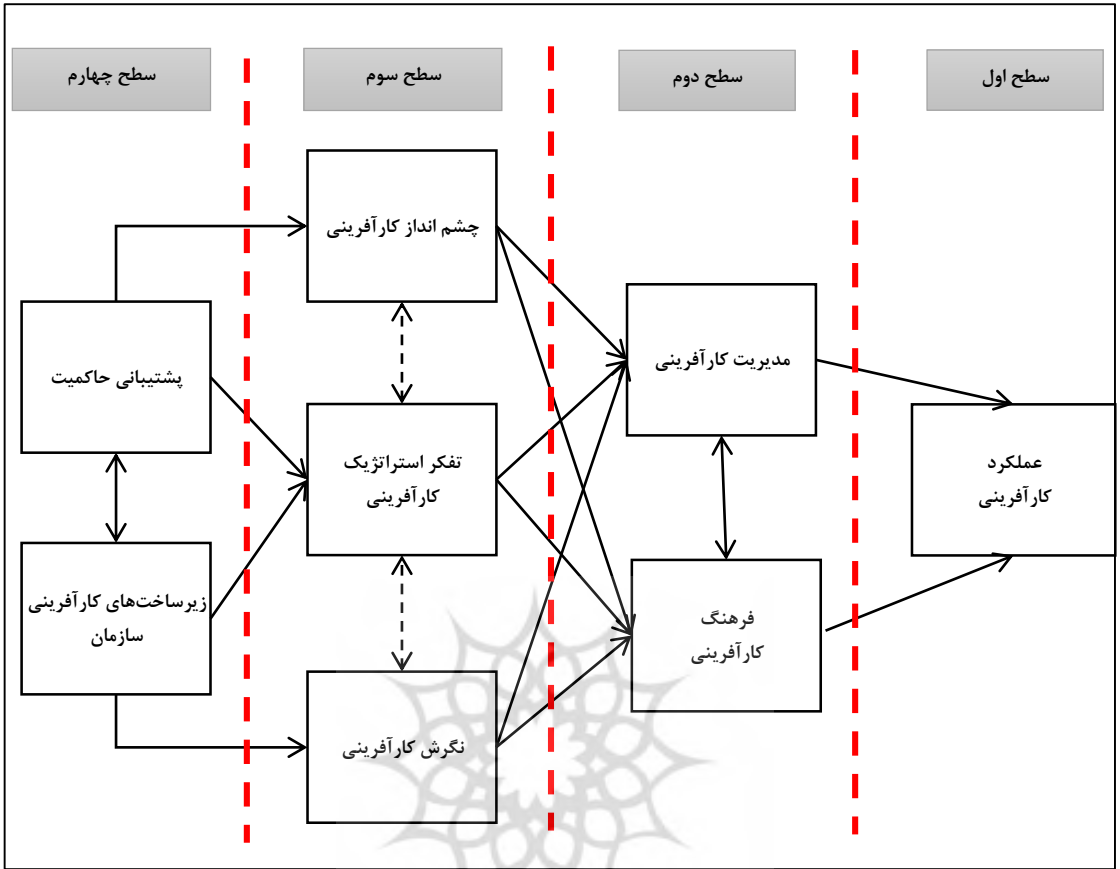 سطح اول
سطح دوم
سطح سوم
سطح چهارم
چشم انداز کارآفرینی
پشتیبانی حاکمیت
مدیریت کارآفرینی
تفکر استراتژیک
کارآفرینی
عملکرد
کارآفرینی
زیرساخت‌های کارآفرینی
سازمان
فرهنگ
کارآفرینی
نگرش کارآفرینی